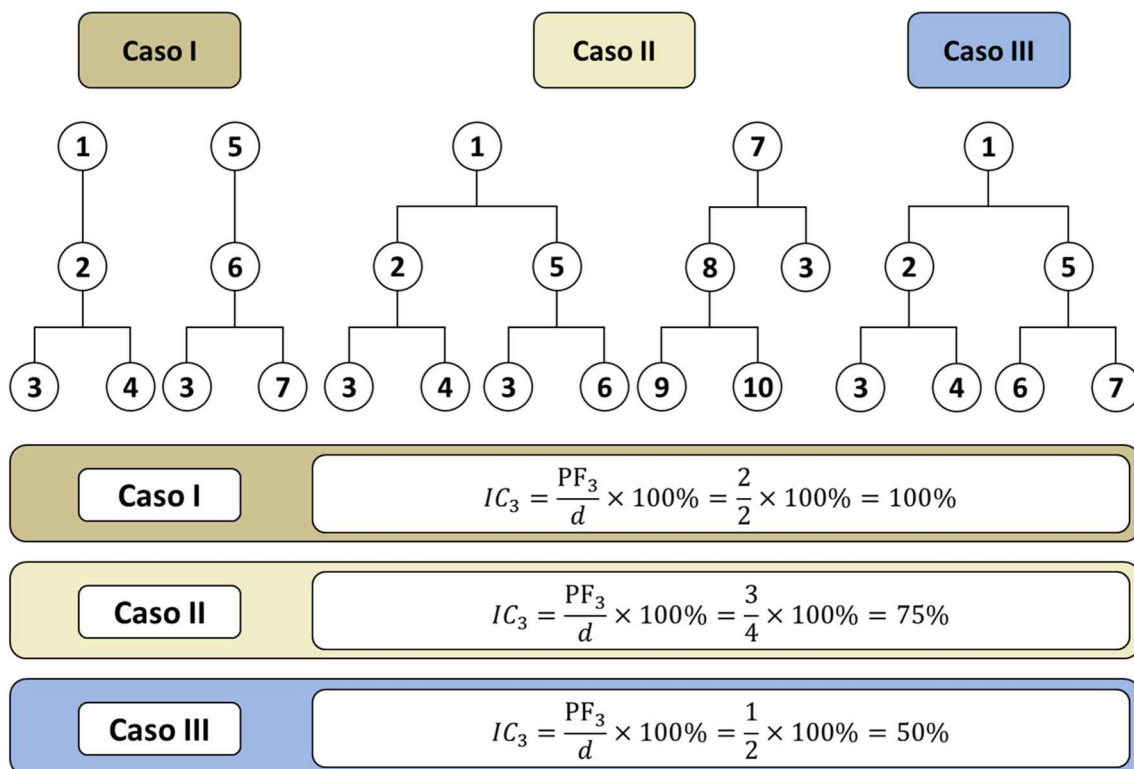 Caso I Caso II Caso III
1 5 1 7 1
2 6 2 5 8 3 2 5
3 4 3 7 3 4 3 6 9 10 3 4 6 7
Caso I IC₃ = PF₃/d × 100% = 2/2 × 100% = 100%
Caso II IC₃ = PF₃/d × 100% = 3/4 × 100% = 75%
Caso III IC₃ = PF₃/d × 100% = 1/2 × 100% = 50%